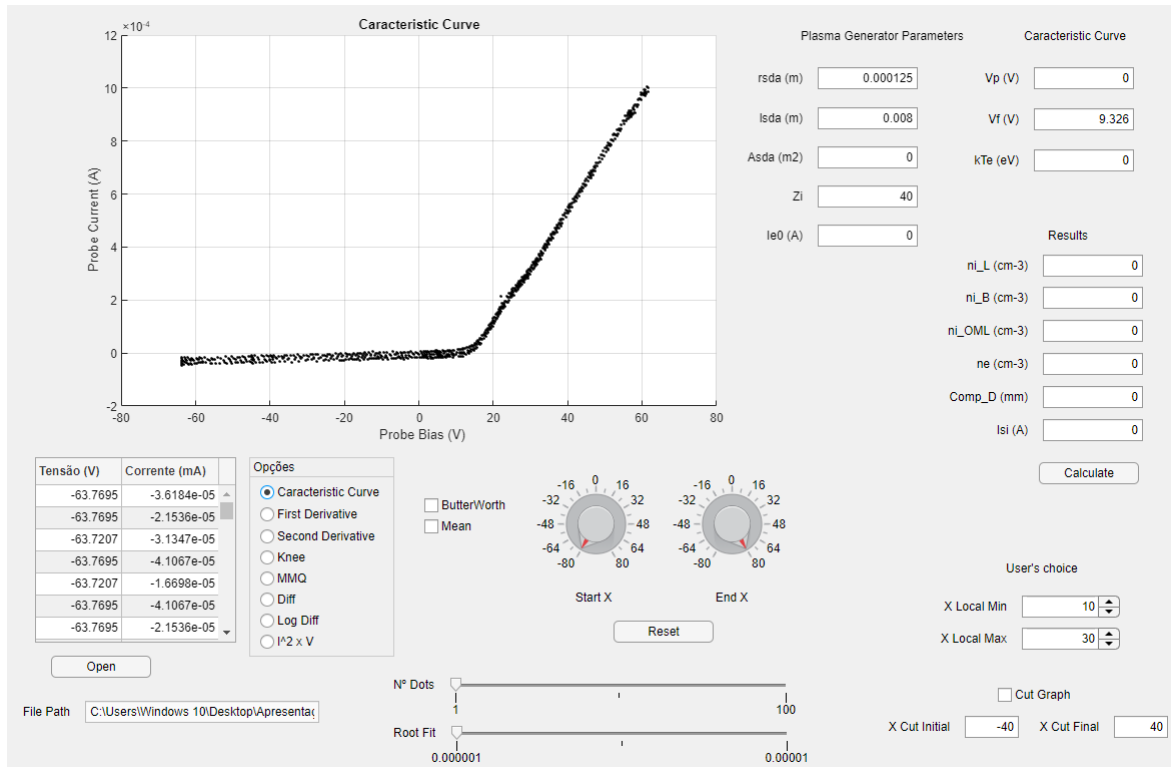 Caracteristic Curve
×10-4
12
10
8
6
4
2
0
-2
-80 -60 -40 -20 0 20 40 60 80
Probe Current (A)
Probe Bias (V)
Plasma Generator Parameters
rsda (m) 0.000125
lsda (m) 0.008
Asda (m2) 0
Zi 40
Ie0 (A) 0
Caracteristic Curve
Vp (V) 0
Vf (V) 9.326
kTe (eV) 0
Results
ni_L (cm-3) 0
ni_B (cm-3) 0
ni_OML (cm-3) 0
ne (cm-3) 0
Comp_D (mm) 0
Isi (A) 0
Calculate
Tensão (V) Corrente (mA)
-63.7695 -3.6184e-05
-63.7695 -2.1536e-05
-63.7207 -3.1347e-05
-63.7695 -4.1067e-05
-63.7207 -1.6698e-05
-63.7695 -4.1067e-05
-63.7695 -2.1536e-05
Open
File Path C:\Users\Windows 10\Desktop\Apresentaç
Opções
Caracteristic Curve
First Derivative
Second Derivative
Knee
MMQ
Diff
Log Diff
I^2 x V
ButterWorth
Mean
-80 -64 -48 -32 -16 0 16 32 48 64 80
Start X
-80 -64 -48 -32 -16 0 16 32 48 64 80
End X
Reset
Nº Dots
1 100
Root Fit
0.000001 0.00001
User's choice
X Local Min 10
X Local Max 30
Cut Graph
X Cut Initial -40 X Cut Final 40